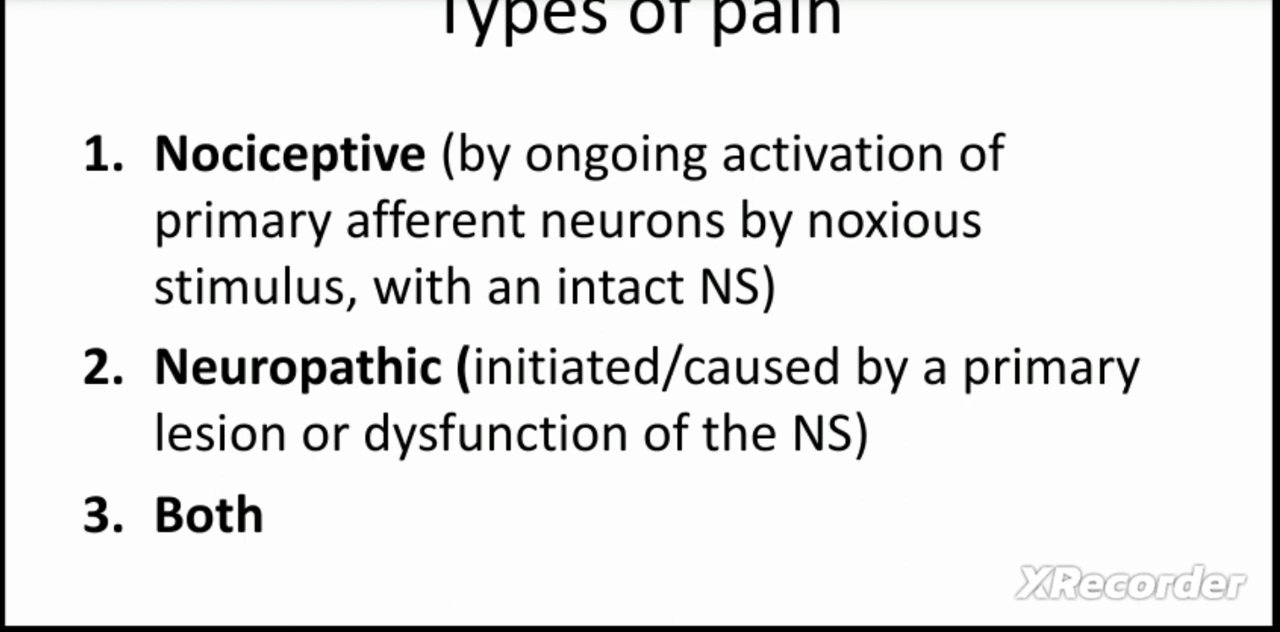 Types of pain
1. Nociceptive (by ongoing activation of
primary afferent neurons by noxious
stimulus, with an intact NS)
2. Neuropathic (initiated/caused by a primary
lesion or dysfunction of the NS)
3. Both
XRecorder